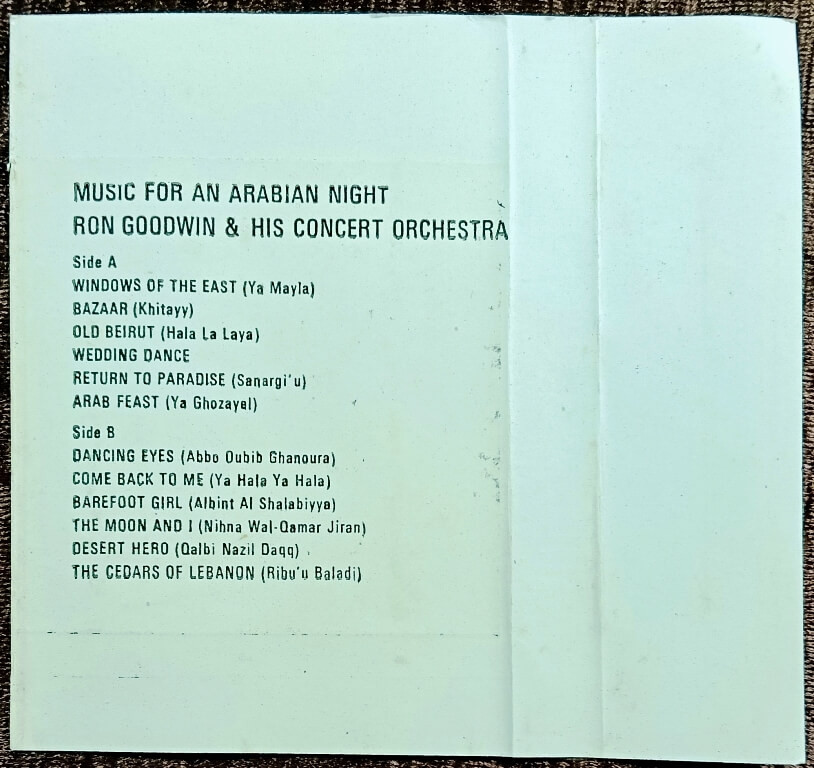 MUSIC FOR AN ARABIAN NIGHT
RON GOODWIN & HIS CONCERT ORCHESTRA
Side A
WINDOWS OF THE EAST (Ya Mayla)
BAZAAR (Khitayy)
OLD BEIRUT (Hala La Laya)
WEDDING DANCE
RETURN TO PARADISE (Sanargi'u)
ARAB FEAST (Ya Ghozayel)
Side B
DANCING EYES (Abbo Oubib Ghanoura)
COME BACK TO ME (Ya Hala Ya Hala)
BAREFOOT GIRL (Albint Al Shalabiyya)
THE MOON AND I (Nihna Wal-Qamar Jiran)
DESERT HERO (Qalbi Nazil Daqq)
THE CEDARS OF LEBANON (Ribu'u Baladi)